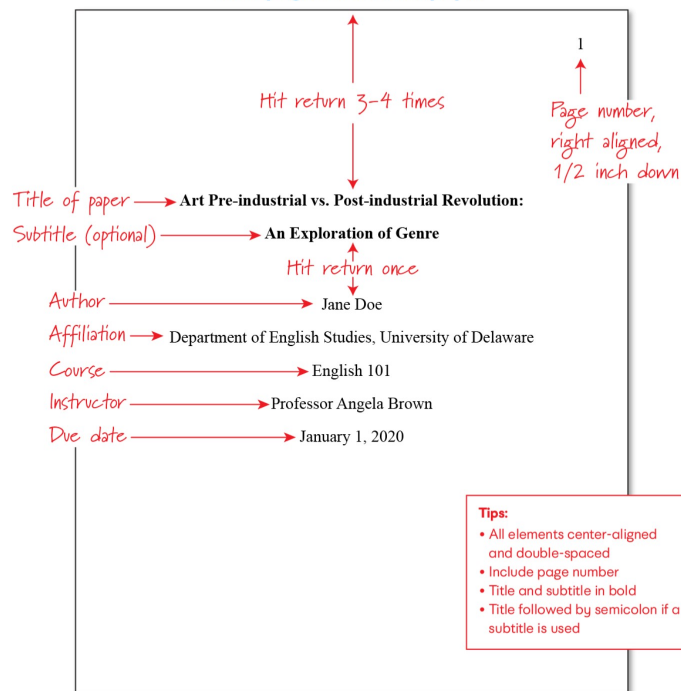 1
Hit return 3-4 times
Page number,
right aligned,
1/2 inch down
Title of paper
Art Pre-industrial vs. Post-industrial Revolution:
Subtitle (optional)
An Exploration of Genre
Hit return once
Author
Jane Doe
Affiliation
Department of English Studies, University of Delaware
Course
English 101
Instructor
Professor Angela Brown
Due date
January 1, 2020
Tips:
• All elements center-aligned
and double-spaced
• Include page number
• Title and subtitle in bold
• Title followed by semicolon if a
subtitle is used